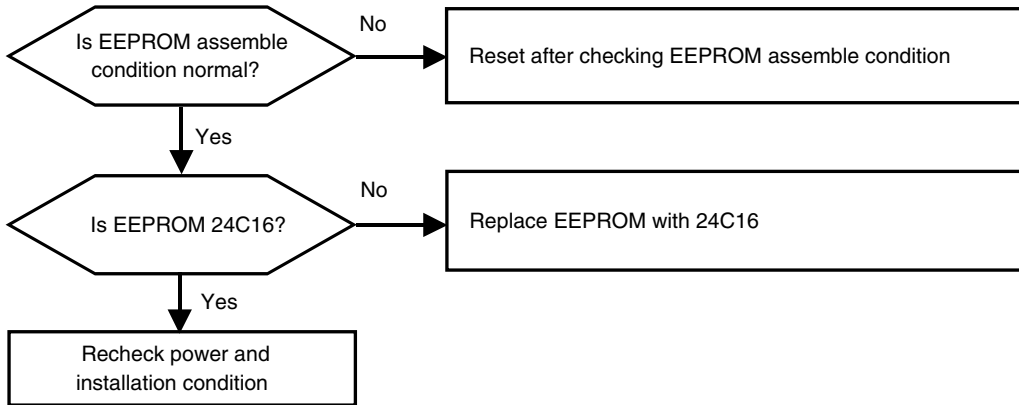 Is EEPROM assemble
condition normal?
No
Reset after checking EEPROM assemble condition
Yes
Is EEPROM 24C16?
No
Replace EEPROM with 24C16
Yes
Recheck power and
installation condition